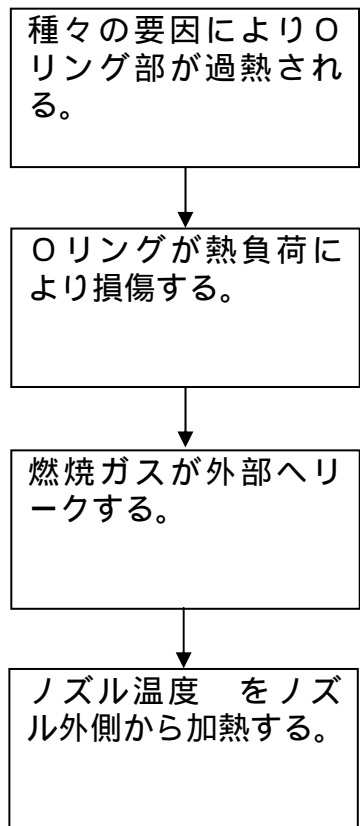 種々の要因によりＯ
リング部が過熱され
る。
Ｏリングが熱負荷に
より損傷する。
燃焼ガスが外部へリ
ークする。
ノズル温度　をノズ
ル外側から加熱する。